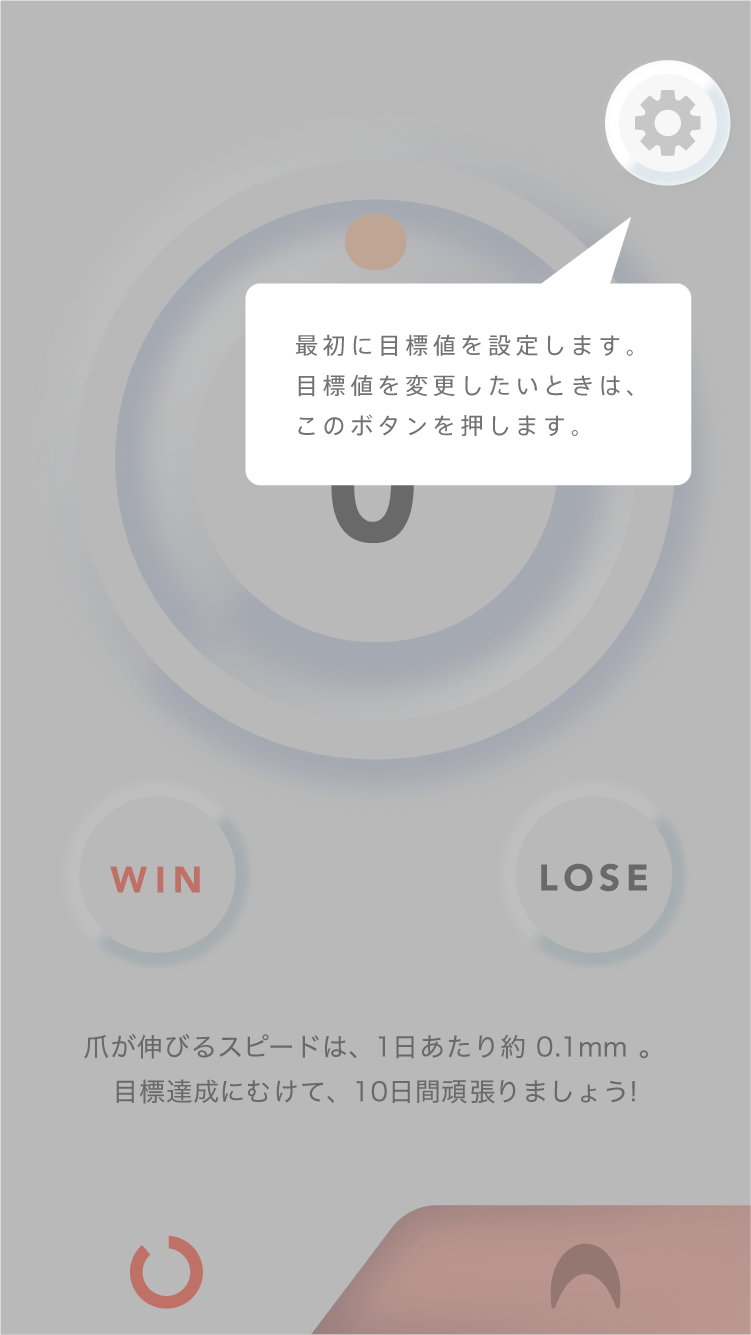 最初に目標値を設定します。
目標値を変更したいときは、
このボタンを押します。
0
WIN
LOSE
爪が伸びるスピードは、1日あたり約 0.1mm 。
目標達成にむけて、10日間頑張りましょう!